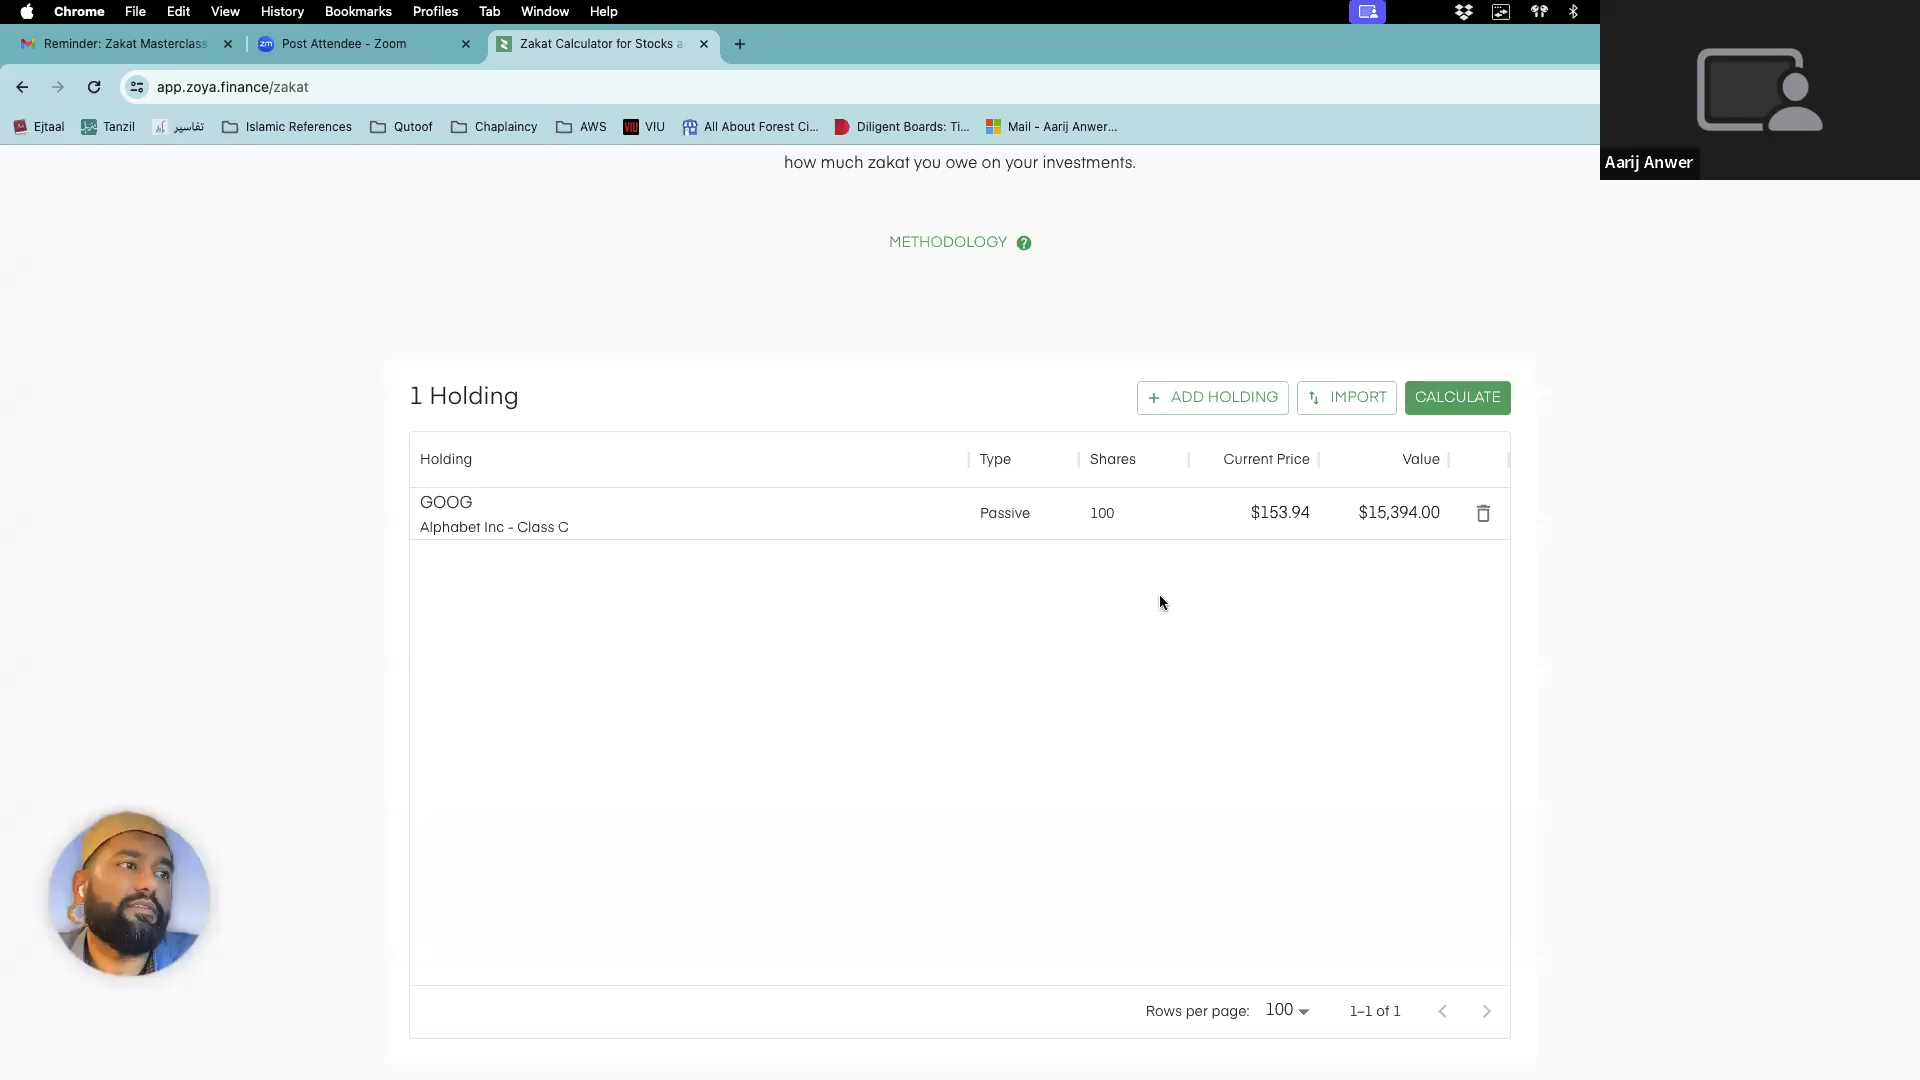 Chrome File Edit View History Bookmarks Profiles Tab Window Help
Reminder: Zakat Masterclass
zm Post Attendee - Zoom
Zakat Calculator for Stocks a
app.zoya.finance/zakat
Ejtaal
Tanzil
تفاسير
Islamic References
Qutoof
Chaplaincy
AWS
VIU VIU
All About Forest Ci...
Diligent Boards: Ti...
Mail - Aarij Anwer...
Aarij Anwer
how much zakat you owe on your investments.
METHODOLOGY ?
1 Holding
+ ADD HOLDING
IMPORT
CALCULATE
Holding Type Shares Current Price Value
GOOG
Alphabet Inc - Class C
Passive 100 $153.94 $15,394.00
Rows per page: 100 1–1 of 1